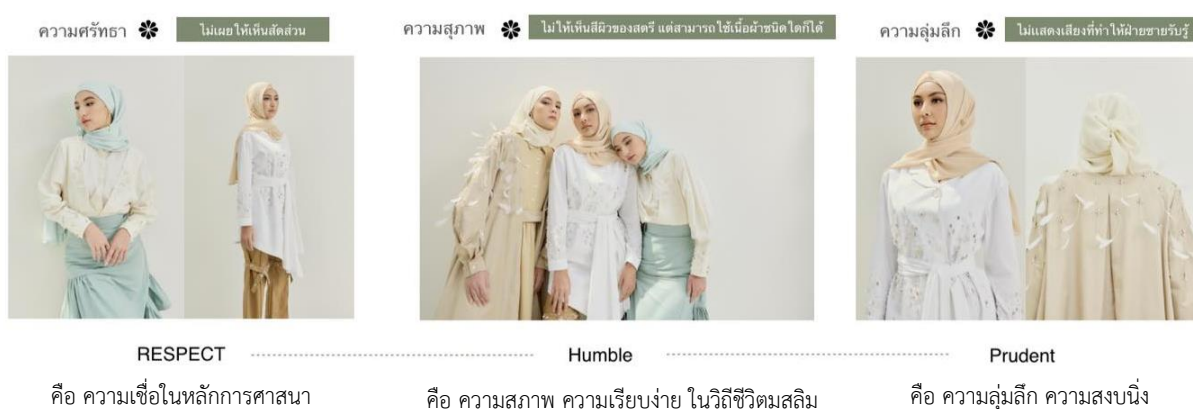 ความศรัทธา
ไม่เผยให้เห็นสัดส่วน
ความสุภาพ
ไม่ให้เห็นสีผิวของสตรี แต่สามารถใช้เนื้อผ้าชนิดใดก็ได้
ความลุ่มลึก
ไม่แสดงเสียงที่ทำให้ฝ่ายชายรับรู้
RESPECT
Humble
Prudent
คือ ความเชื่อในหลักการศาสนา
คือ ความสุภาพ ความเรียบง่าย ในวิถีชีวิตมุสลิม
คือ ความลุ่มลึก ความสงบนิ่ง